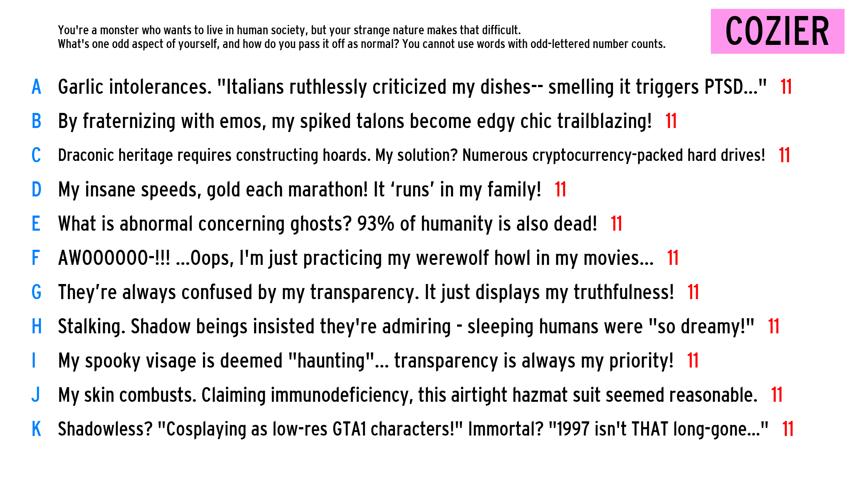 You're a monster who wants to live in human society, but your strange nature makes that difficult.
What's one odd aspect of yourself, and how do you pass it off as normal? You cannot use words with odd-lettered number counts.
COZIER
A Garlic intolerances. "Italians ruthlessly criticized my dishes-- smelling it triggers PTSD..." 11
B By fraternizing with emos, my spiked talons become edgy chic trailblazing! 11
C Draconic heritage requires constructing hoards. My solution? Numerous cryptocurrency-packed hard drives! 11
D My insane speeds, gold each marathon! It ‘runs’ in my family! 11
E What is abnormal concerning ghosts? 93% of humanity is also dead! 11
F AWOOOOOO-!!! ...Oops, I'm just practicing my werewolf howl in my movies... 11
G They’re always confused by my transparency. It just displays my truthfulness! 11
H Stalking. Shadow beings insisted they're admiring - sleeping humans were "so dreamy!" 11
I My spooky visage is deemed "haunting"... transparency is always my priority! 11
J My skin combusts. Claiming immunodeficiency, this airtight hazmat suit seemed reasonable. 11
K Shadowless? "Cosplaying as low-res GTA1 characters!" Immortal? "1997 isn't THAT long-gone..." 11